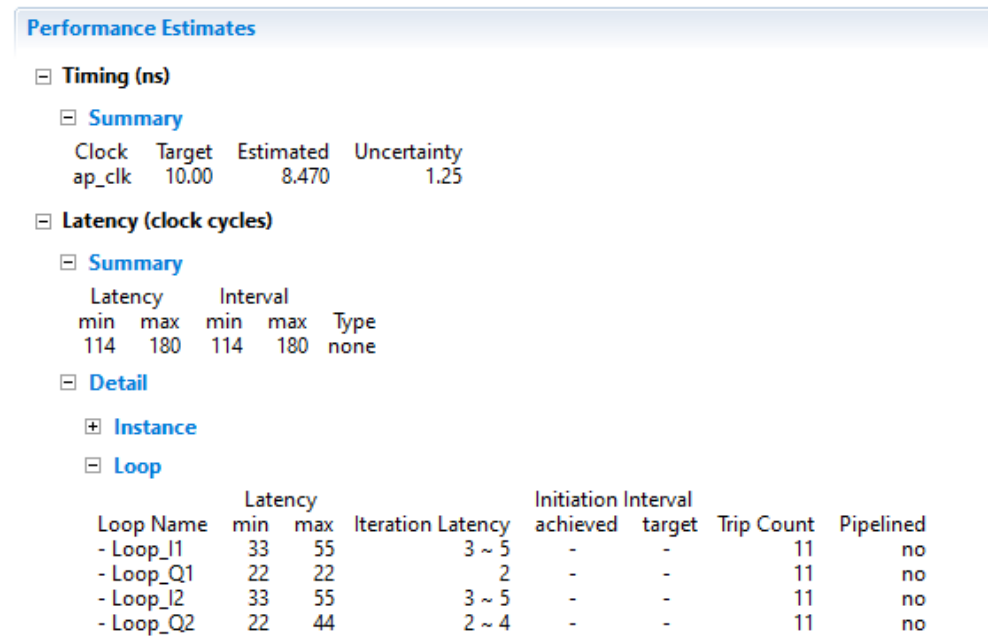 Performance Estimates
Timing (ns)
Summary
Clock Target Estimated Uncertainty
ap_clk 10.00 8.470 1.25
Latency (clock cycles)
Summary
Latency Interval
min max min max Type
114 180 114 180 none
Detail
Instance
Loop
Latency Initiation Interval
Loop Name min max Iteration Latency achieved target Trip Count Pipelined
- Loop_I1 33 55 3 ~ 5 - - 11 no
- Loop_Q1 22 22 2 - - 11 no
- Loop_I2 33 55 3 ~ 5 - - 11 no
- Loop_Q2 22 44 2 ~ 4 - - 11 no